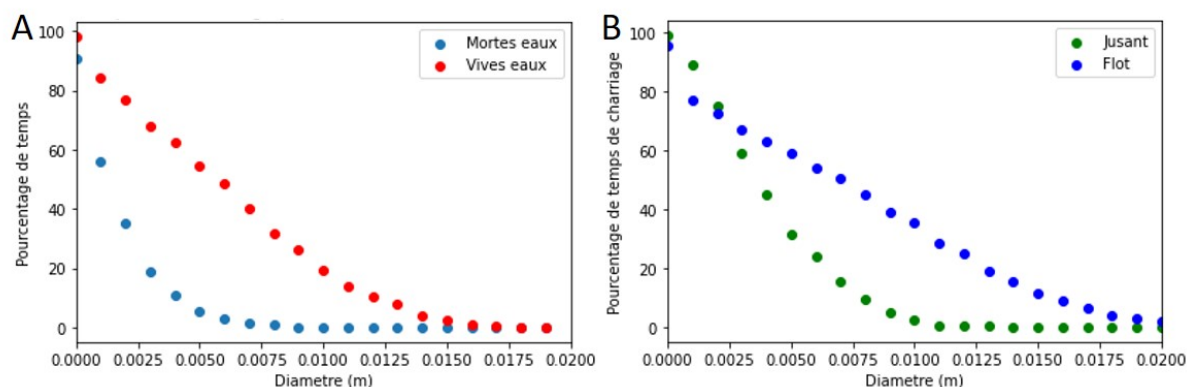 A
Mortes eaux
Vives eaux
Pourcentage de temps
100
80
60
40
20
0
0.0000 0.0025 0.0050 0.0075 0.0100 0.0125 0.0150 0.0175 0.0200
Diametre (m)
B
Jusant
Flot
Pourcentage de temps de charriage
100
80
60
40
20
0
0.0000 0.0025 0.0050 0.0075 0.0100 0.0125 0.0150 0.0175 0.0200
Diametre (m)